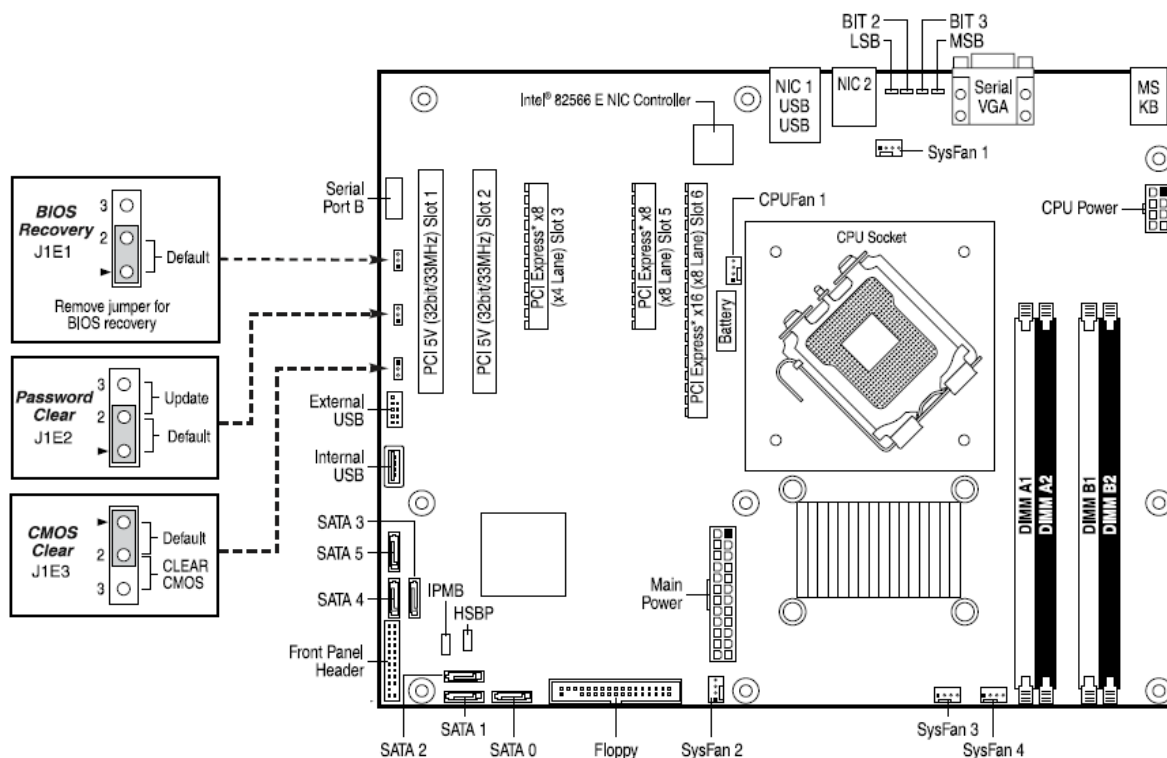 BIT 2
LSB
BIT 3
MSB
Intel® 82566 E NIC Controller
NIC 1
USB
USB
NIC 2
Serial
VGA
MS
KB
SysFan 1
Serial
Port B
PCI 5V (32bit/33MHz) Slot 1
PCI 5V (32bit/33MHz) Slot 2
PCI Express* x8
(x4 Lane) Slot 3
PCI Express* x8
(x8 Lane) Slot 5
PCI Express* x16 (x8 Lane) Slot 6
CPUFan 1
CPU Power
CPU Socket
Battery
BIOS
Recovery
J1E1
3
2
Default
Remove jumper for
BIOS recovery
Password
Clear
J1E2
3
2
Update
Default
CMOS
Clear
J1E3
2
3
Default
CLEAR
CMOS
External
USB
Internal
USB
SATA 3
SATA 5
SATA 4
IPMB
HSBP
Front Panel
Header
Main
Power
DIMM A1
DIMM A2
DIMM B1
DIMM B2
SATA 2
SATA 1
SATA 0
Floppy
SysFan 2
SysFan 3
SysFan 4